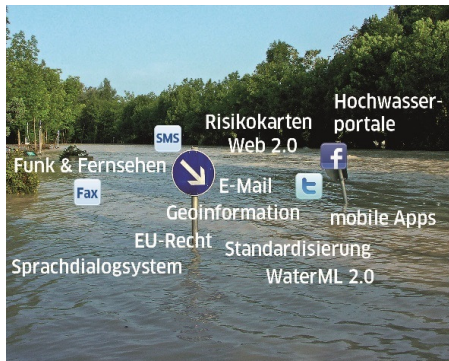 Hochwasser-
portale
Risikokarten
Web 2.0
SMS
f
Funk & Fernsehen
Fax
E-Mail
t
Geoinformation
mobile Apps
EU-Recht
Standardisierung
Sprachdialogsystem
WaterML 2.0